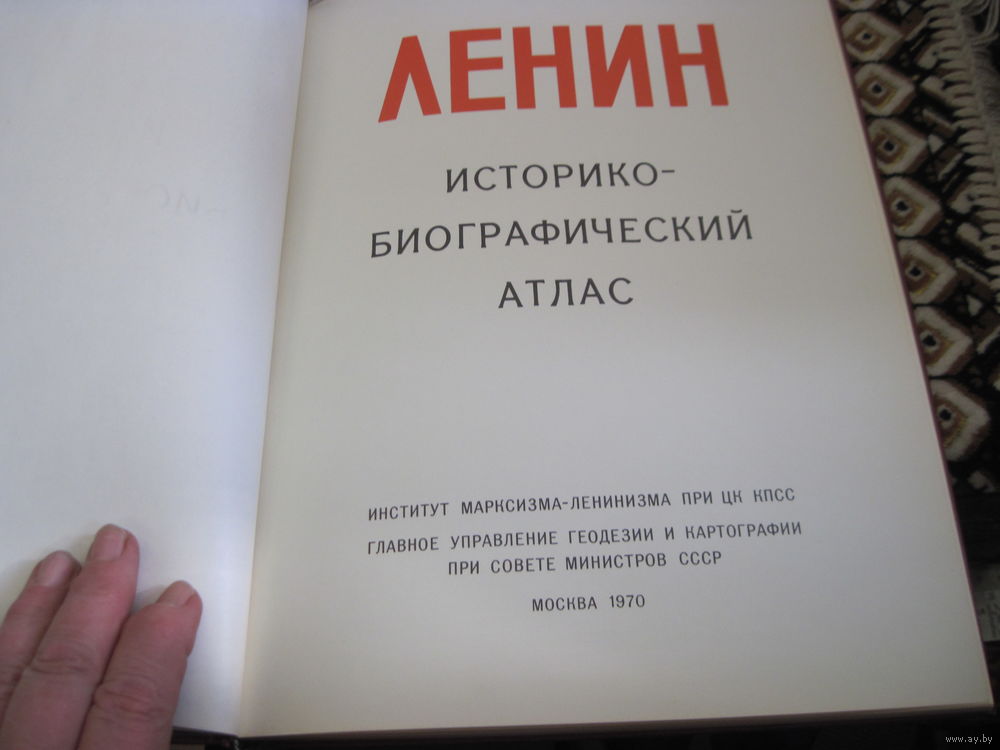 ЛЕНИН
ИСТОРИКО-
БИОГРАФИЧЕСКИЙ
АТЛАС
ИНСТИТУТ МАРКСИЗМА-ЛЕНИНИЗМА ПРИ ЦК КПСС
ГЛАВНОЕ УПРАВЛЕНИЕ ГЕОДЕЗИИ И КАРТОГРАФИИ
ПРИ СОВЕТЕ МИНИСТРОВ СССР
МОСКВА 1970
www.ay.by